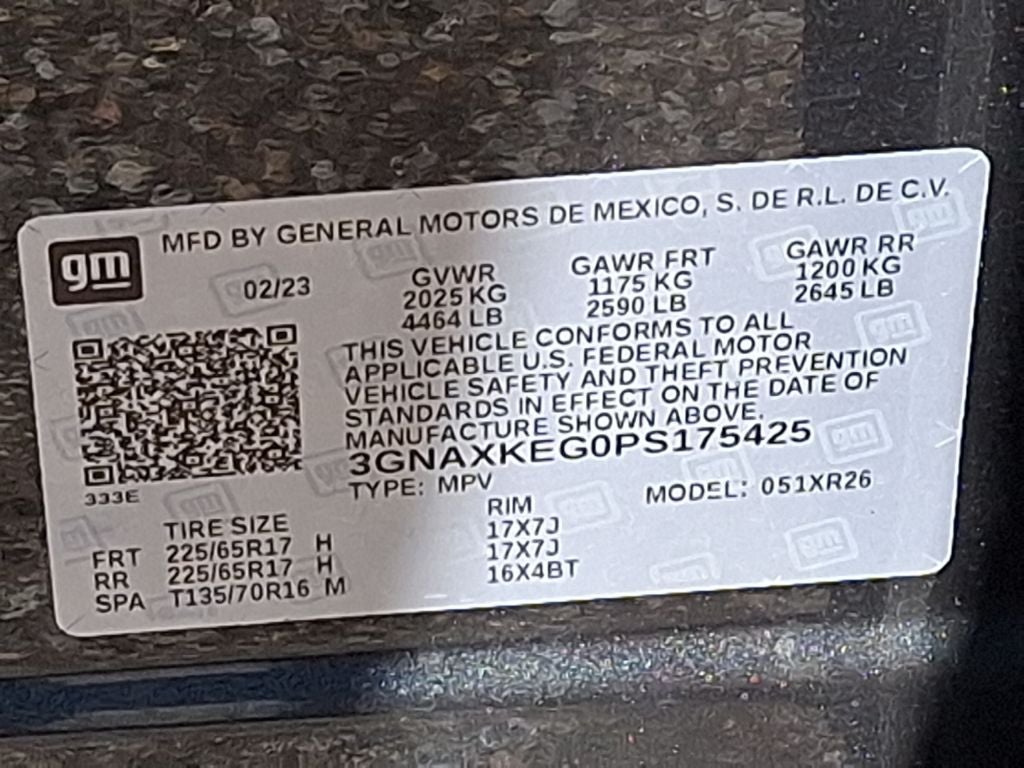 gm
MFD BY GENERAL MOTORS DE MEXICO, S. DE R.L. DE C.V.
02/23
GVWR
2025 KG
4464 LB
GAWR FRT
1175 KG
2590 LB
GAWR RR
1200 KG
2645 LB
THIS VEHICLE CONFORMS TO ALL
APPLICABLE U.S. FEDERAL MOTOR
VEHICLE SAFETY AND THEFT PREVENTION
STANDARDS IN EFFECT ON THE DATE OF
MANUFACTURE SHOWN ABOVE.
3GNAXKEG0PS175425
333E
TYPE: MPV
MODEL: 051XR26
TIRE SIZE RIM
FRT 225/65R17 H 17X7J
RR 225/65R17 H 17X7J
SPA T135/70R16 M 16X4BT